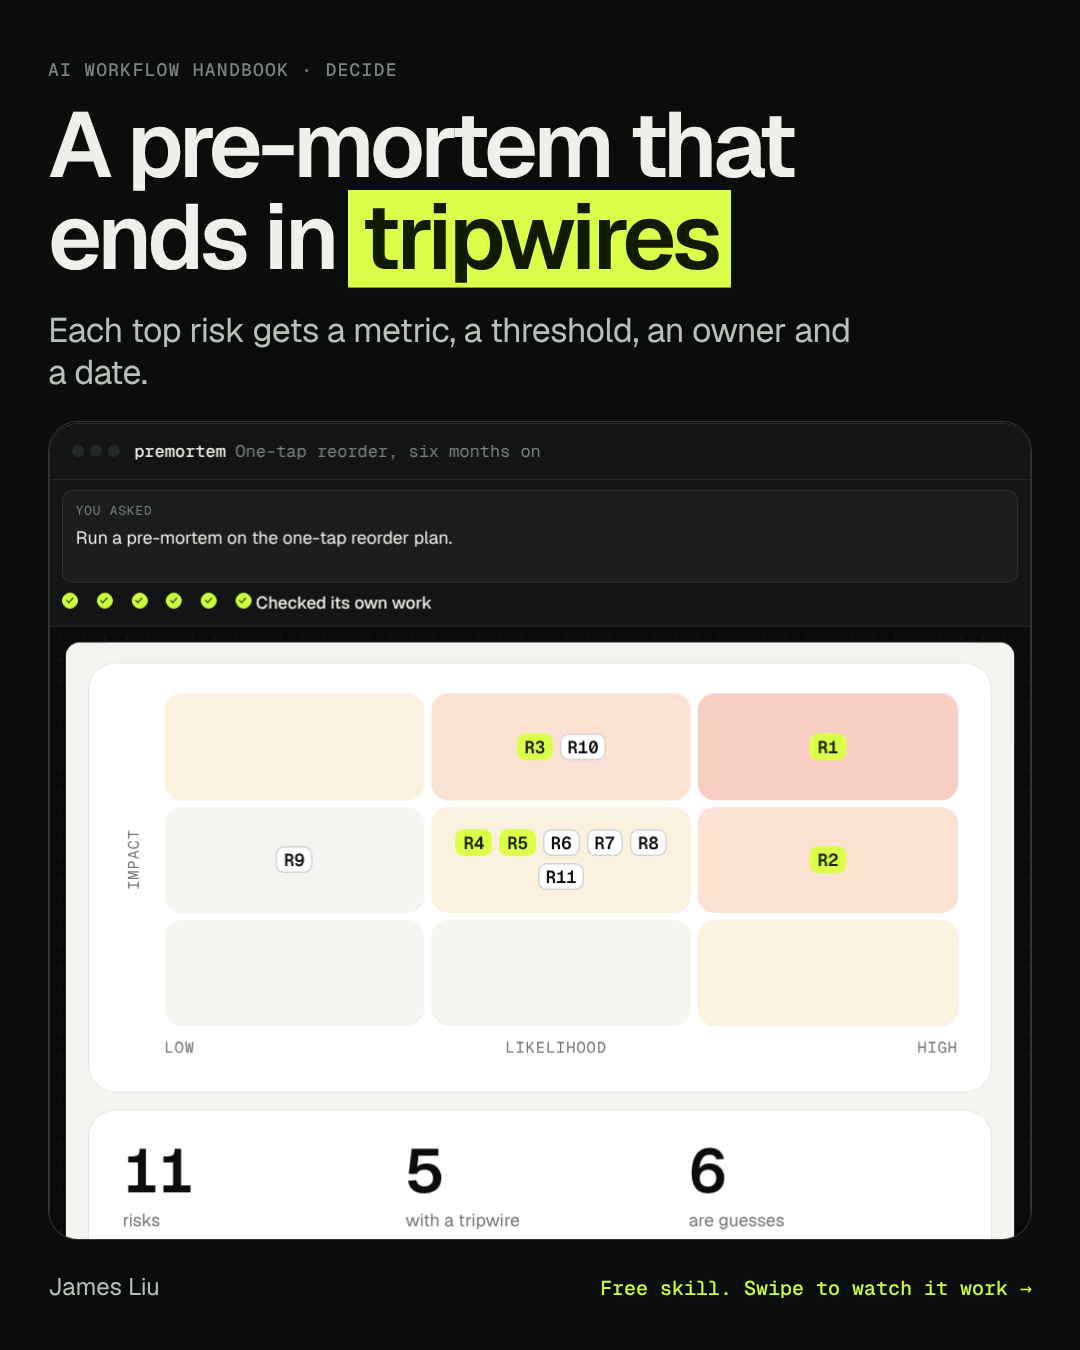 AI WORKFLOW HANDBOOK · DECIDE
A pre-mortem that
ends in tripwires
Each top risk gets a metric, a threshold, an owner and
a date.
premortem One-tap reorder, six months on
YOU ASKED
Run a pre-mortem on the one-tap reorder plan.
Checked its own work
R3 R10
R1
IMPACT
R9
R4 R5 R6 R7 R8
R11
R2
LOW
LIKELIHOOD
HIGH
11
risks
5
with a tripwire
6
are guesses
James Liu
Free skill. Swipe to watch it work →